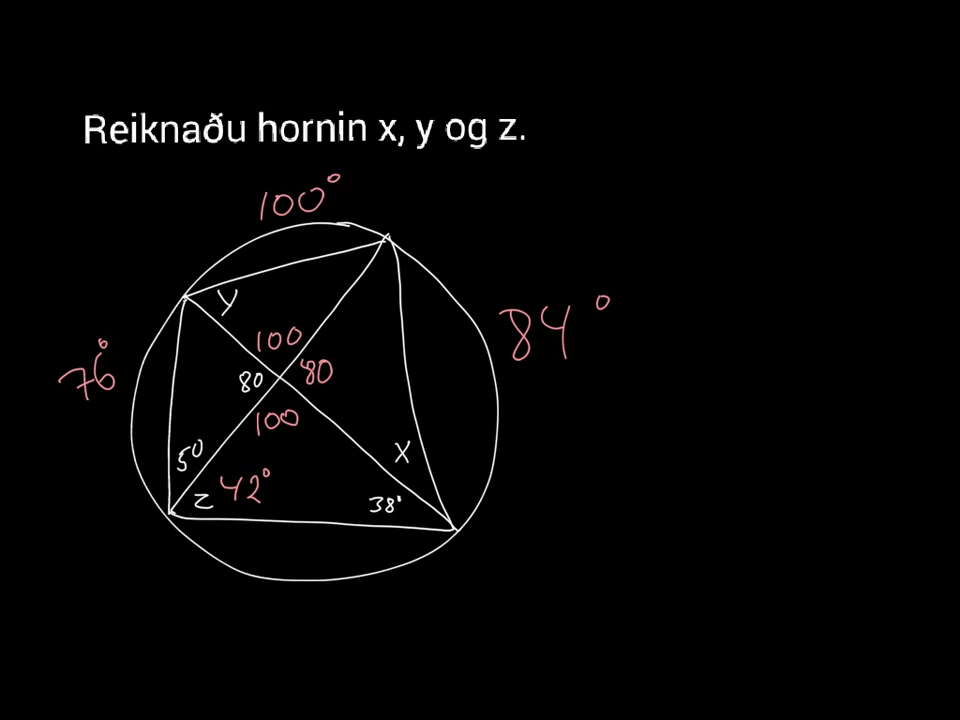 Reiknaðu hornin x, y og z.
100°
84°
76°
y
100
80
80
100
50
x
z
42°
38°